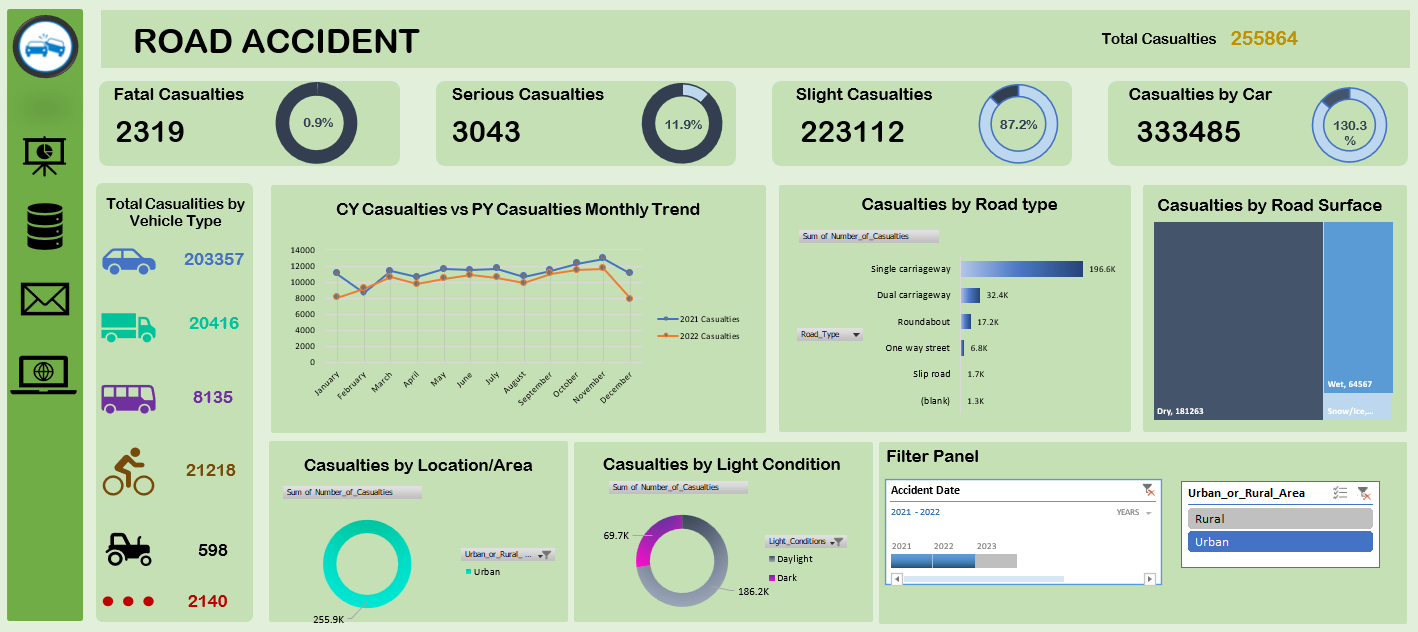 ROAD ACCIDENT
Total Casualties 255864
Fatal Casualties
2319
0.9%
Serious Casualties
3043
11.9%
Slight Casualties
223112
87.2%
Casualties by Car
333485
130.3
%
Total Casualities by
Vehicle Type
203357
20416
8135
21218
598
2140
CY Casualties vs PY Casualties Monthly Trend
14000
12000
10000
8000
6000
4000
2000
0
January
February
March
April
May
June
July
August
September
October
November
December
2021 Casualties
2022 Casualties
Casualties by Road type
Sum of Number_of_Casualties
Road_Type
Single carriageway 196.6K
Dual carriageway 32.4K
Roundabout 17.2K
One way street 6.8K
Slip road 1.7K
(blank) 1.3K
Casualties by Road Surface
Dry, 181263
Wet, 64567
Snow/Ice,...
Casualties by Location/Area
Sum of Number_of_Casualties
Urban_or_Rural_ ...
Urban
255.9K
Casualties by Light Condition
Sum of Number_of_Casualties
69.7K
186.2K
Light_Conditions
Daylight
Dark
Filter Panel
Accident Date
2021 - 2022
YEARS
2021 2022 2023
Urban_or_Rural_Area
Rural
Urban